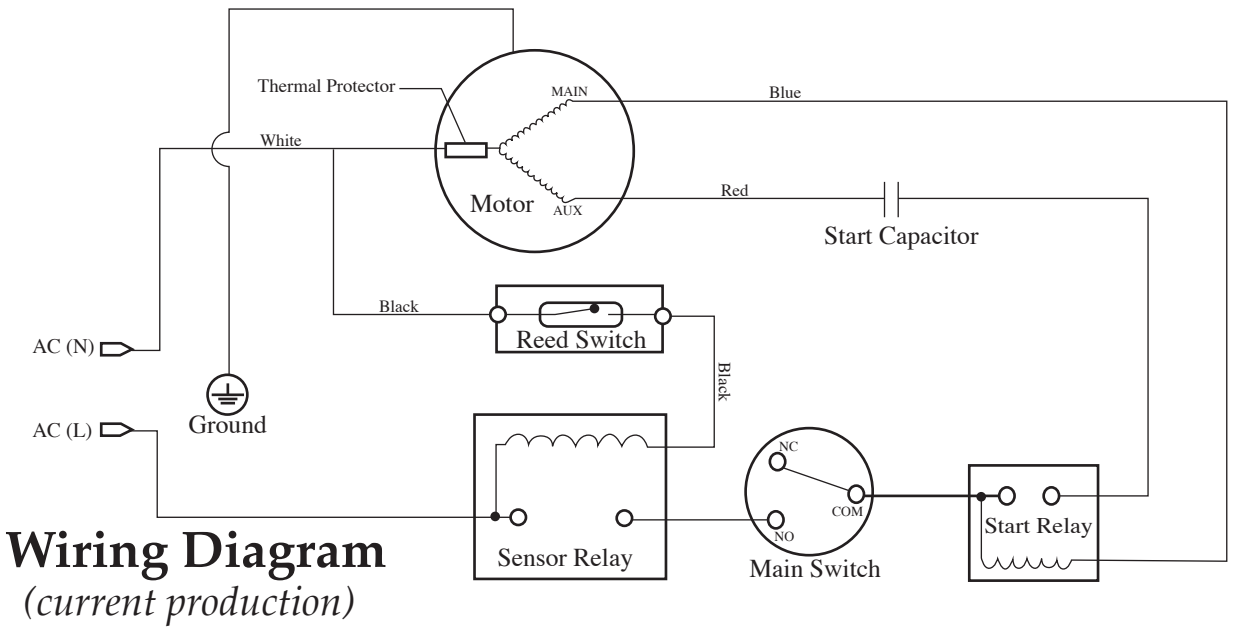 Thermal Protector
MAIN
Blue
White
Red
Motor
AUX
Start Capacitor
Black
Reed Switch
AC (N)
Black
Ground
AC (L)
NC
COM
Start Relay
NO
Sensor Relay
Main Switch
Wiring Diagram
(current production)